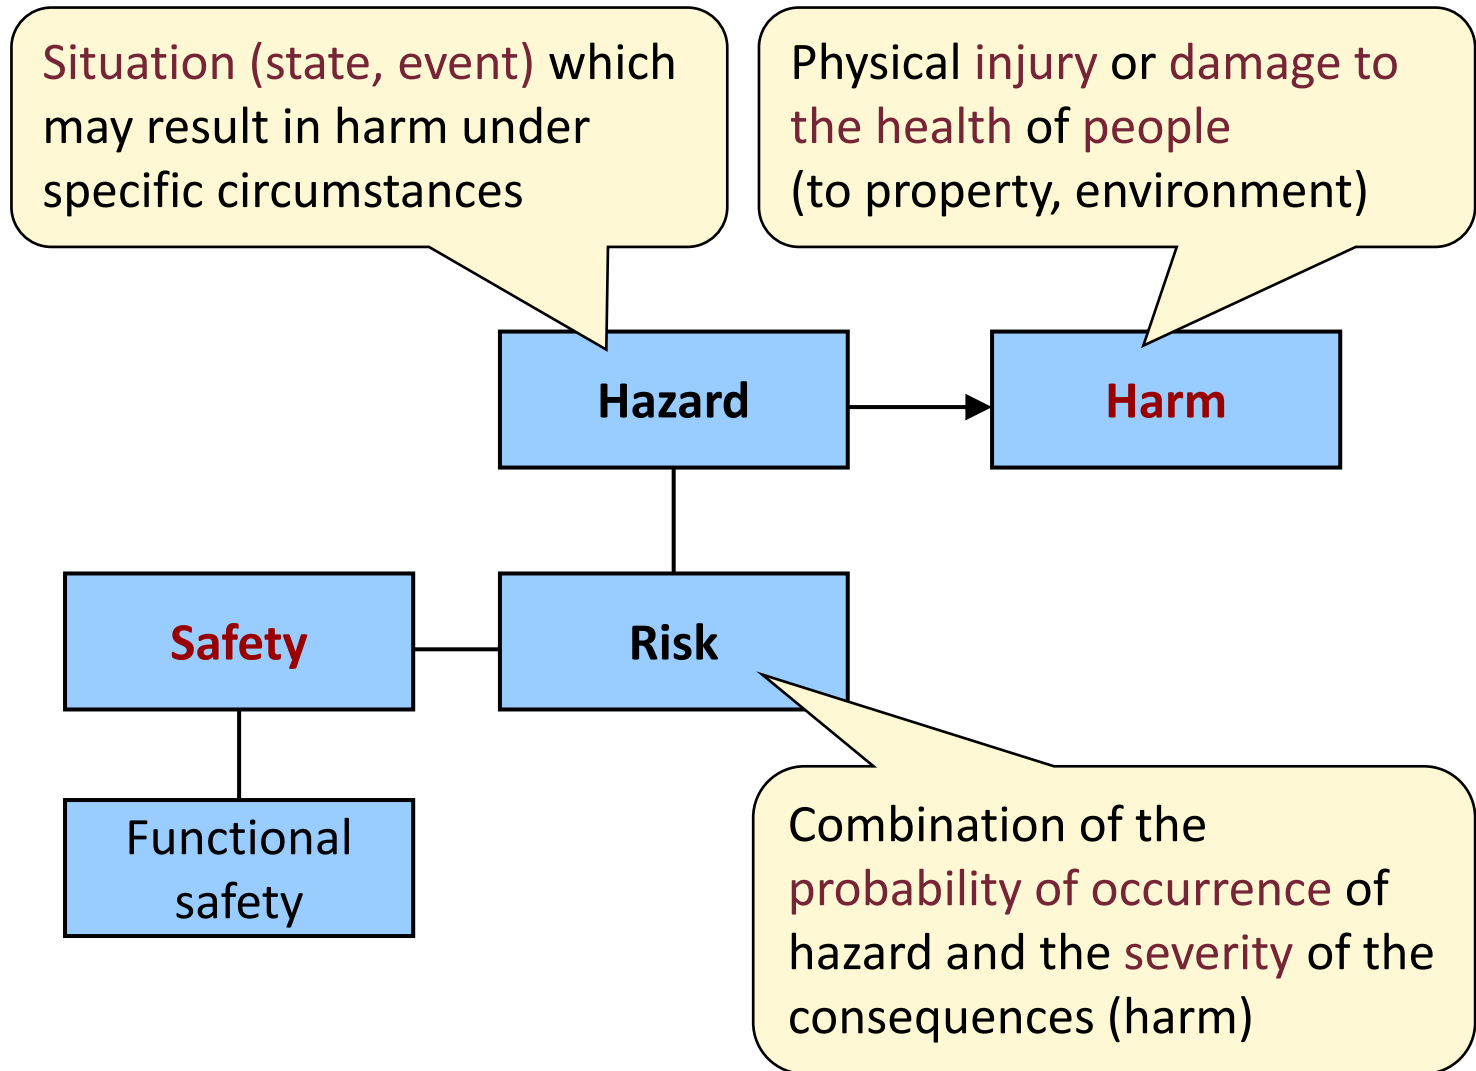 Situation (state, event) which
may result in harm under
specific circumstances
Physical injury or damage to
the health of people
(to property, environment)
Hazard
Harm
Safety
Risk
Functional
safety
Combination of the
probability of occurrence of
hazard and the severity of the
consequences (harm)